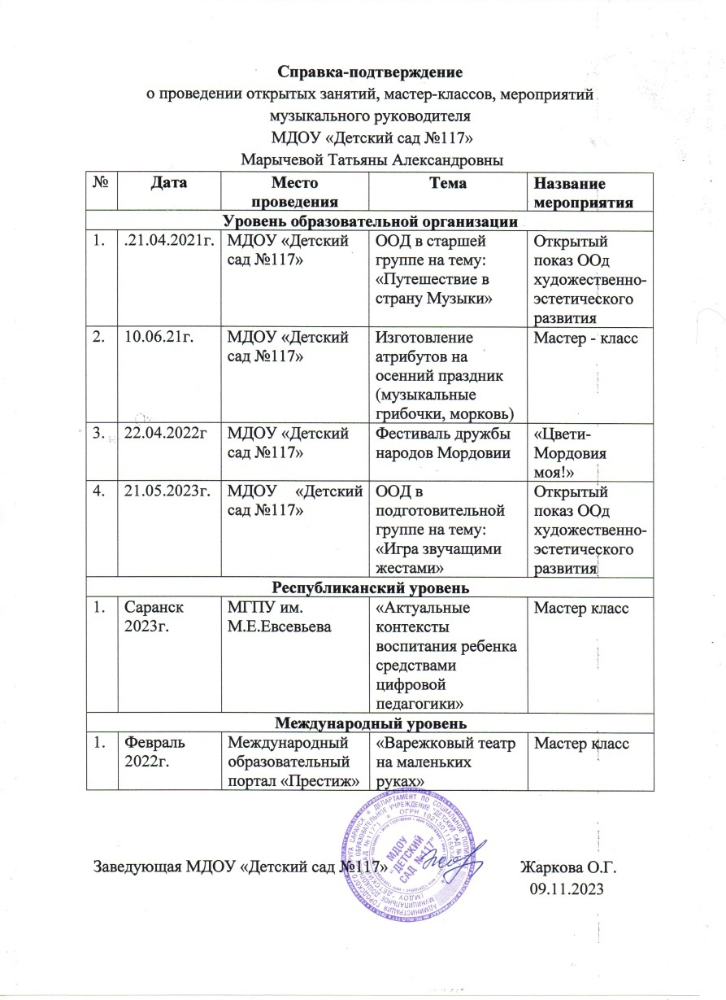 Справка-подтверждение
о проведении открытых занятий, мастер-классов, мероприятий
музыкального руководителя
МДОУ «Детский сад №117»
Марычевой Татьяны Александровны
№ Дата Место проведения Тема Название мероприятия
Уровень образовательной организации
1. .21.04.2021г. МДОУ «Детский сад №117» ООД в старшей группе на тему: «Путешествие в страну Музыки» Открытый показ ООд художественно-эстетического развития
2. 10.06.21г. МДОУ «Детский сад №117» Изготовление атрибутов на осенний праздник (музыкальные грибочки, морковь) Мастер - класс
3. 22.04.2022г МДОУ «Детский сад №117» Фестиваль дружбы народов Мордовии «Цвети-Мордовия моя!»
4. 21.05.2023г. МДОУ «Детский сад №117» ООД в подготовительной группе на тему: «Игра звучащими жестами» Открытый показ ООд художественно-эстетического развития
Республиканский уровень
1. Саранск 2023г. МГПУ им. М.Е.Евсевьева «Актуальные контексты воспитания ребенка средствами цифровой педагогики» Мастер класс
Международный уровень
1. Февраль 2022г. Международный образовательный портал «Престиж» «Варежковый театр на маленьких руках» Мастер класс
Заведующая МДОУ «Детский сад №117» Жаркова О.Г.
09.11.2023
МДОУ
"ДЕТСКИЙ
САД №117"